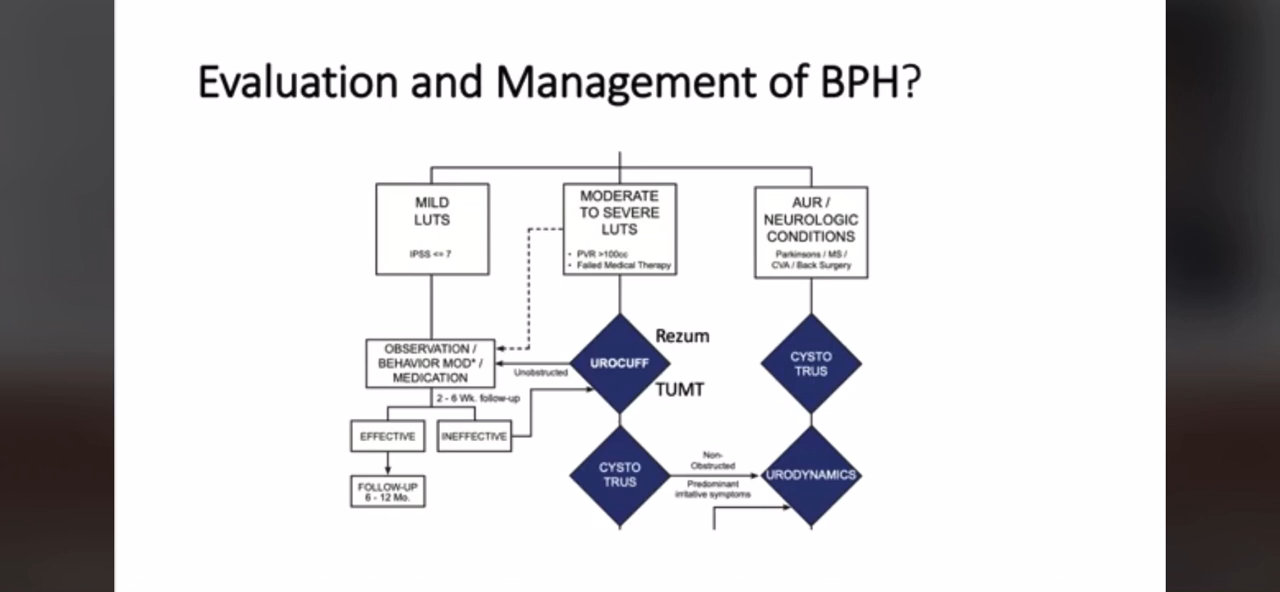 Evaluation and Management of BPH?
MILD
LUTS
IPSS <= 7
MODERATE
TO SEVERE
LUTS
• PVR >100cc
• Failed Medical Therapy
AUR /
NEUROLOGIC
CONDITIONS
Parkinsons / MS /
CVA / Back Surgery
OBSERVATION /
BEHAVIOR MOD* /
MEDICATION
Unobstructed
UROCUFF
Rezum
TUMT
CYSTO
TRUS
2 - 6 Wk. follow-up
EFFECTIVE
INEFFECTIVE
FOLLOW-UP
6 - 12 Mo.
CYSTO
TRUS
Non-
Obstructed
Predominant
irritative symptoms
URODYNAMICS